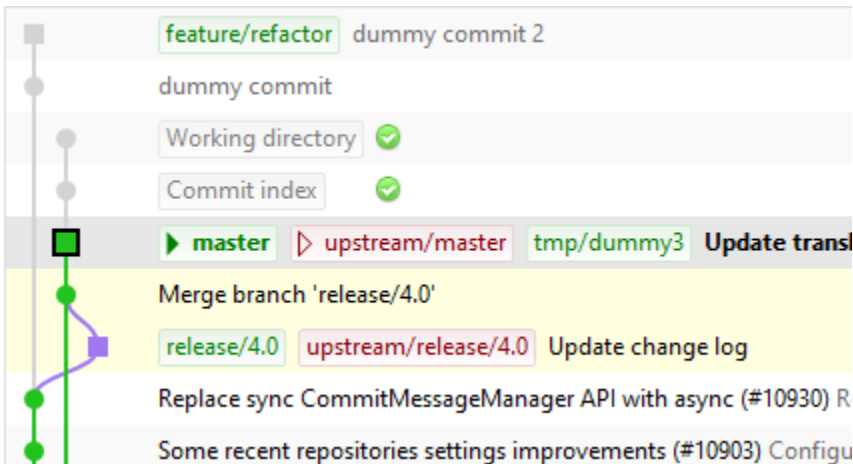 feature/refactor dummy commit 2
dummy commit
Working directory
Commit index
master upstream/master tmp/dummy3 Update
Merge branch 'release/4.0'
release/4.0 upstream/release/4.0 Update change log
Replace sync CommitMessageManager API with async (#10930)
Some recent repositories settings improvements (#10903)